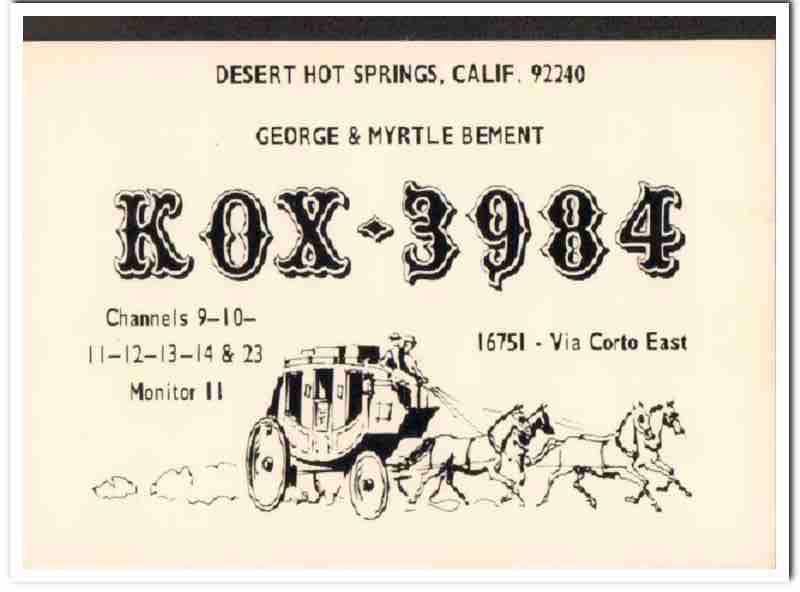 DESERT HOT SPRINGS, CALIF. 92240
GEORGE & MYRTLE BEMENT
KOX-3984
Channels 9-10-
11-12-13-14 & 23
Monitor 11
16751 - Via Corto East